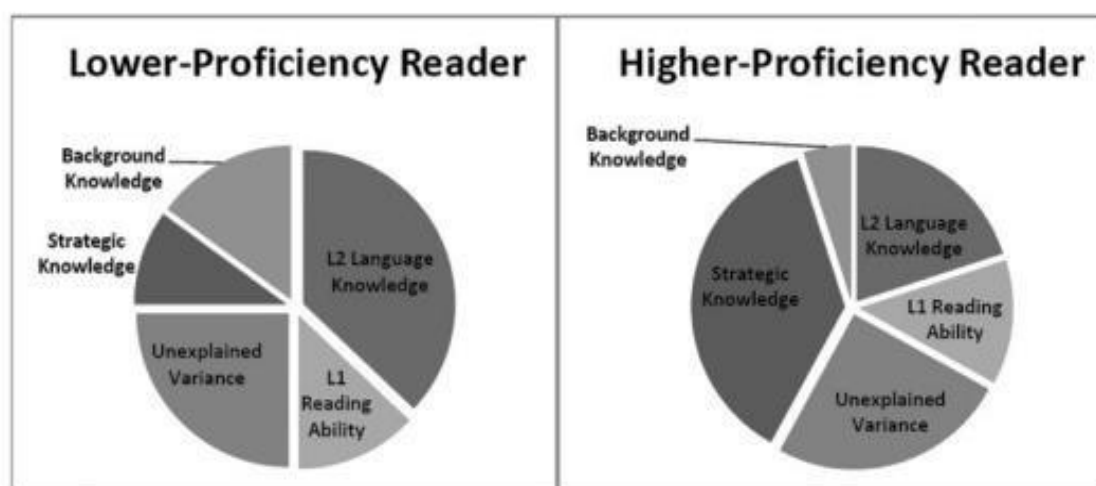 Lower-Proficiency Reader
Background
Knowledge
Strategic
Knowledge
L2 Language
Knowledge
Unexplained
Variance
L1
Reading
Ability
Higher-Proficiency Reader
Background
Knowledge
L2 Language
Knowledge
Strategic
Knowledge
L1 Reading
Ability
Unexplained
Variance